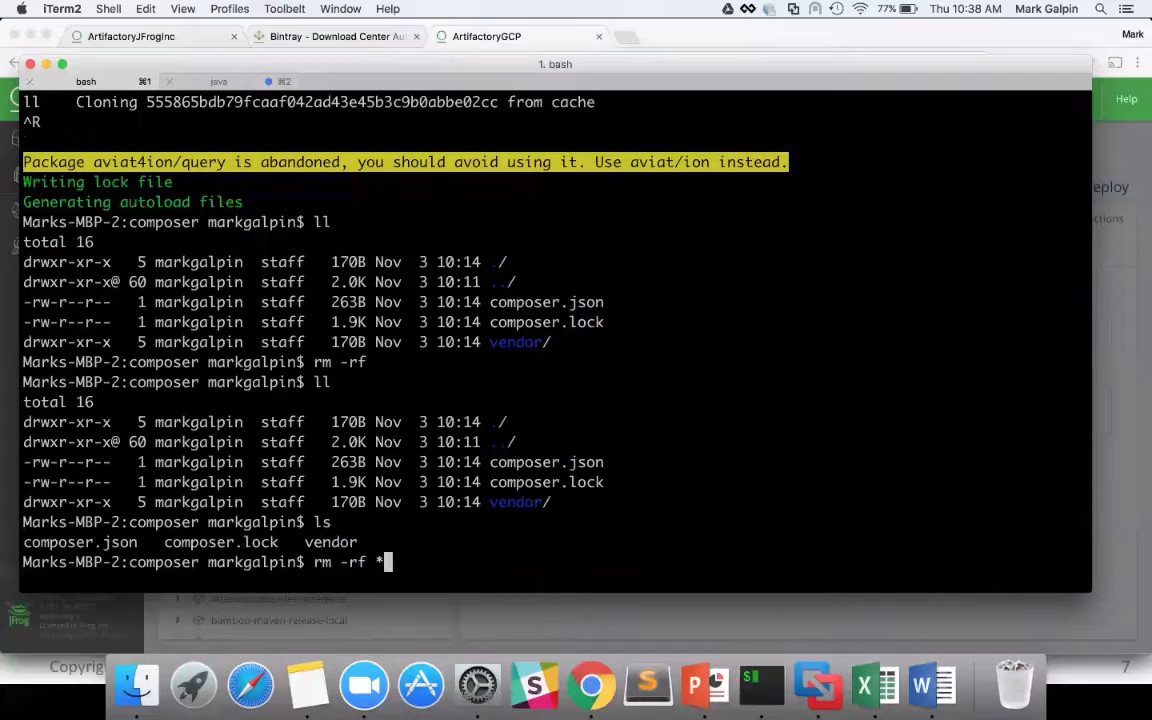 iTerm2 Shell Edit View Profiles Toolbelt Window Help 77% Thu 10:38 AM Mark Galpin
ArtifactoryJFrogInc × Bintray - Download Center Au × ArtifactoryGCP × Mark
1. bash
bash ⌘1 java ⌘2
Help
ll Cloning 555865bdb79fcaaf042ad43e45b3c9b0abbe02cc from cache
^R
Package aviat4ion/query is abandoned, you should avoid using it. Use aviat/ion instead.
Writing lock file
Generating autoload files
Marks-MBP-2:composer markgalpin$ ll
total 16
drwxr-xr-x 5 markgalpin staff 170B Nov 3 10:14 ./
drwxr-xr-x@ 60 markgalpin staff 2.0K Nov 3 10:11 ../
-rw-r--r-- 1 markgalpin staff 263B Nov 3 10:14 composer.json
-rw-r--r-- 1 markgalpin staff 1.9K Nov 3 10:14 composer.lock
drwxr-xr-x 5 markgalpin staff 170B Nov 3 10:14 vendor/
Marks-MBP-2:composer markgalpin$ rm -rf
Marks-MBP-2:composer markgalpin$ ll
total 16
drwxr-xr-x 5 markgalpin staff 170B Nov 3 10:14 ./
drwxr-xr-x@ 60 markgalpin staff 2.0K Nov 3 10:11 ../
-rw-r--r-- 1 markgalpin staff 263B Nov 3 10:14 composer.json
-rw-r--r-- 1 markgalpin staff 1.9K Nov 3 10:14 composer.lock
drwxr-xr-x 5 markgalpin staff 170B Nov 3 10:14 vendor/
Marks-MBP-2:composer markgalpin$ ls
composer.json composer.lock vendor
Marks-MBP-2:composer markgalpin$ rm -rf *
eploy
ctions
bamboo-maven-release-local
JFrog
Copyrig
7